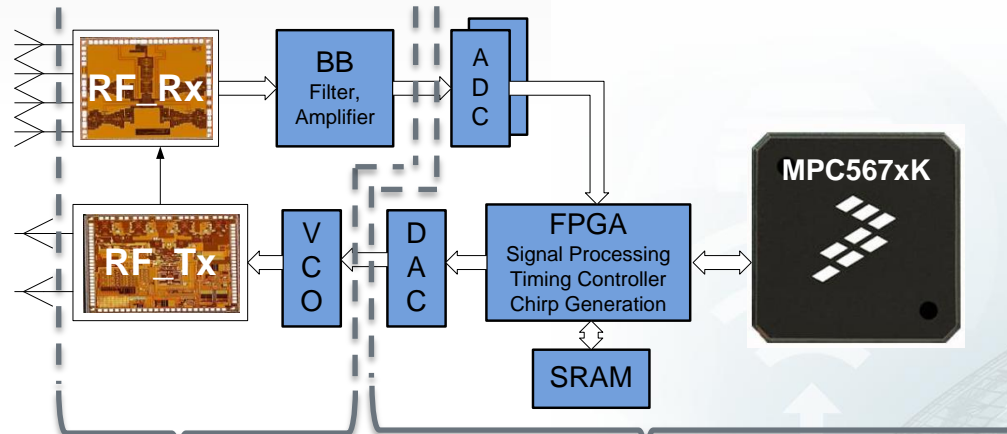 RF_Rx
BB
Filter,
Amplifier
A
D
C
MPC567xK
RF_Tx
V
C
O
D
A
C
FPGA
Signal Processing
Timing Controller
Chirp Generation
SRAM